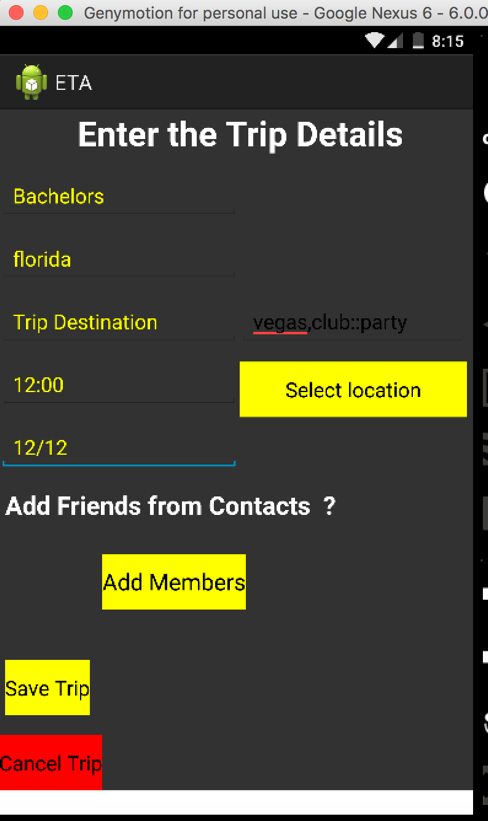 Genymotion for personal use - Google Nexus 6 - 6.0.0
8:15
ETA
Enter the Trip Details
Bachelors
florida
Trip Destination vegas,club::party
12:00 Select location
12/12
Add Friends from Contacts ?
Add Members
Save Trip
Cancel Trip